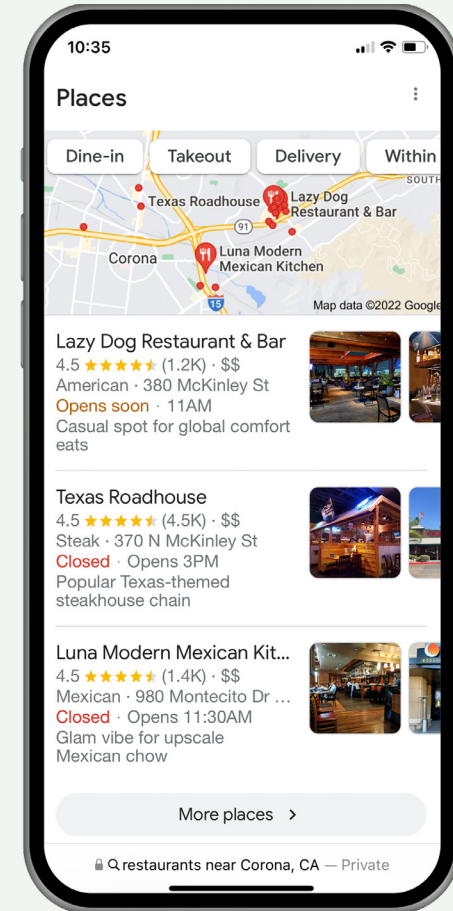 10:35
Places
Dine-in Takeout Delivery Within
SOUTH
Texas Roadhouse
Lazy Dog
Restaurant & Bar
91
Corona
Luna Modern
Mexican Kitchen
15
Map data ©2022 Google
Lazy Dog Restaurant & Bar
4.5 ★★★★★ (1.2K) · $$
American · 380 McKinley St
Opens soon · 11AM
Casual spot for global comfort
eats
Texas Roadhouse
4.5 ★★★★★ (4.5K) · $$
Steak · 370 N McKinley St
Closed · Opens 3PM
Popular Texas-themed
steakhouse chain
Luna Modern Mexican Kit...
4.5 ★★★★★ (1.4K) · $$
Mexican · 980 Montecito Dr ...
Closed · Opens 11:30AM
Glam vibe for upscale
Mexican chow
More places >
restaurants near Corona, CA — Private